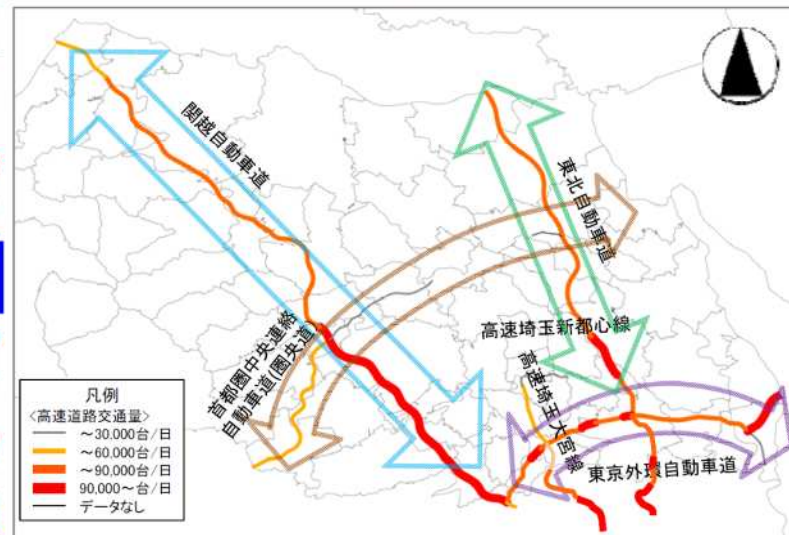 関越自動車道
東北自動車道
高速埼玉新都心線
高速埼玉大宮線
首都圏中央連絡
自動車道(圏央道)
東京外環自動車道
凡例
<高速道路交通量>
～30,000台/日
～60,000台/日
～90,000台/日
90,000～台/日
データなし